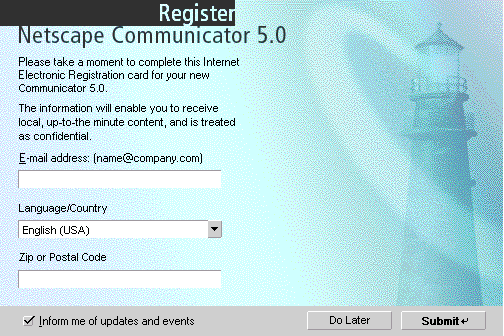 Register
Netscape Communicator 5.0
Please take a moment to complete this Internet
Electronic Registration card for your new
Communicator 5.0.
The information will enable you to receive
local, up-to-the minute content, and is treated
as confidential.
E-mail address: (name@company.com)
Language/Country
English (USA)
Zip or Postal Code
Inform me of updates and events
Do Later
Submit↵